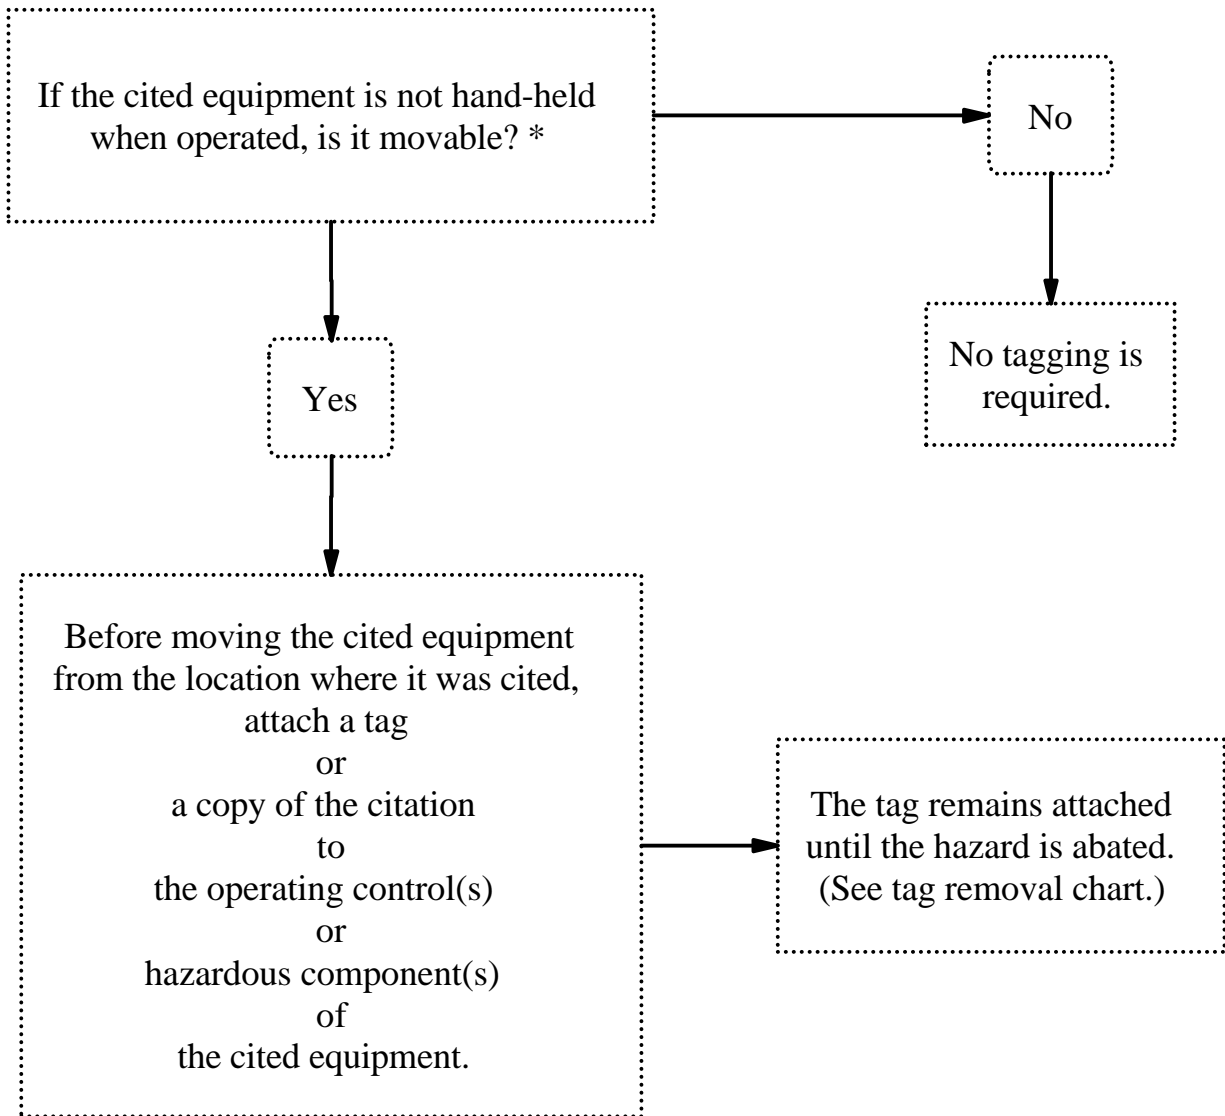 If the cited equipment is not hand-held
when operated, is it movable? *
No
No tagging is
required.
Yes
Before moving the cited equipment
from the location where it was cited,
attach a tag
or
a copy of the citation
to
the operating control(s)
or
hazardous component(s)
of
the cited equipment.
The tag remains attached
until the hazard is abated.
(See tag removal chart.)